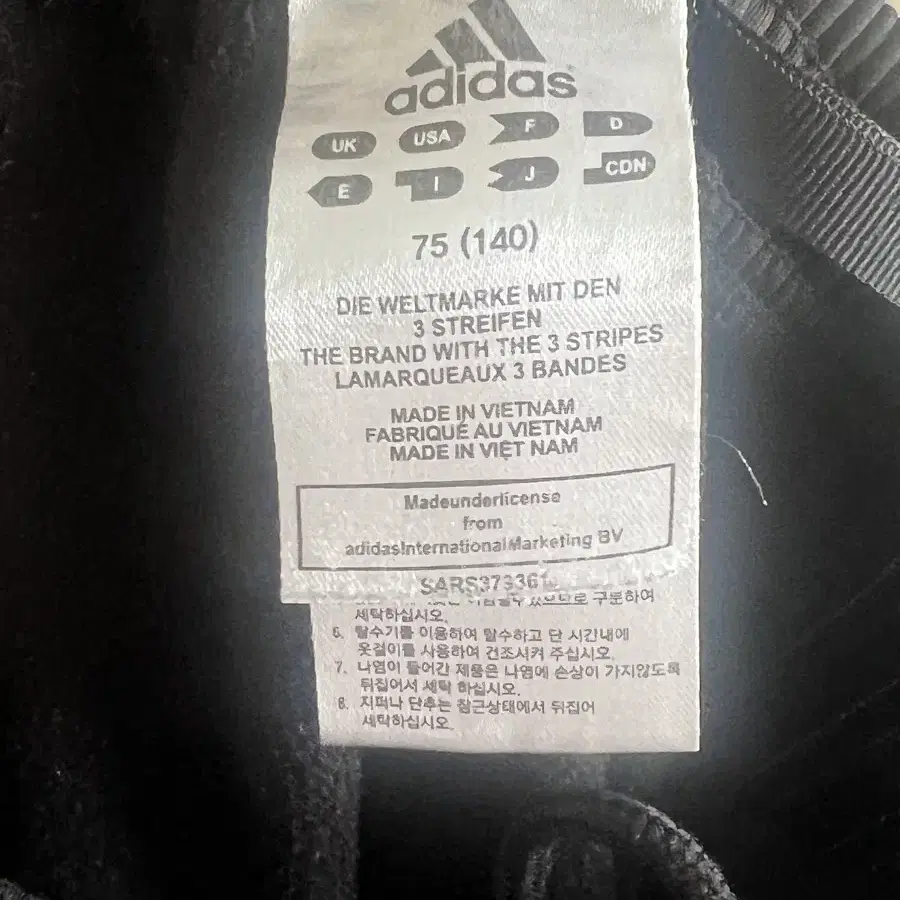 adidas
UK USA F D
E I J CDN
75 (140)
DIE WELTMARKE MIT DEN
3 STREIFEN
THE BRAND WITH THE 3 STRIPES
LAMARQUEAUX 3 BANDES
MADE IN VIETNAM
FABRIQUÉ AU VIETNAM
MADE IN VIỆT NAM
Madeunderlicense
from
adidasInternationalMarketing BV
SARS37336
있으므로 구분하여
세탁하십시오.
6. 탈수기를 이용하여 탈수하고 단 시간내에
옷걸이를 사용하여 건조시켜 주십시오.
7. 나염이 들어간 제품은 나염에 손상이 가지않도록
뒤집어서 세탁 하십시오.
8. 지퍼나 단추는 잠근상태에서 뒤집어
세탁하십시오.